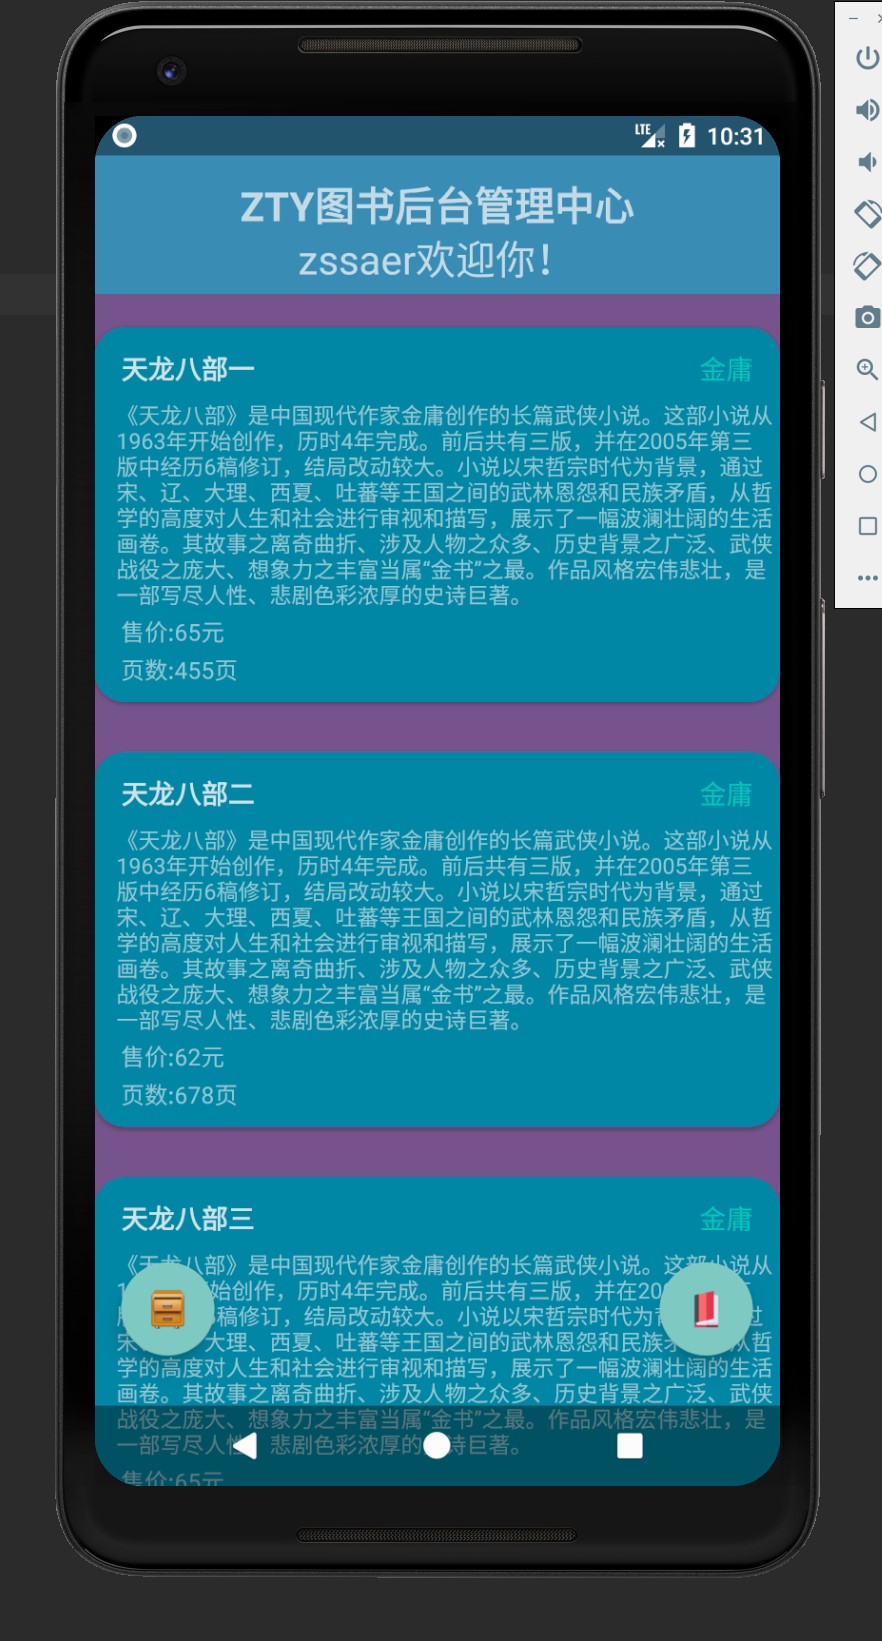 LTE 10:31
ZTY图书后台管理中心
zssaer欢迎你！
天龙八部一 金庸
《天龙八部》是中国现代作家金庸创作的长篇武侠小说。这部小说从
1963年开始创作，历时4年完成。前后共有三版，并在2005年第三
版中经历6稿修订，结局改动较大。小说以宋哲宗时代为背景，通过
宋、辽、大理、西夏、吐蕃等王国之间的武林恩怨和民族矛盾，从哲
学的高度对人生和社会进行审视和描写，展示了一幅波澜壮阔的生活
画卷。其故事之离奇曲折、涉及人物之众多、历史背景之广泛、武侠
战役之庞大、想象力之丰富当属“金书”之最。作品风格宏伟悲壮，是
一部写尽人性、悲剧色彩浓厚的史诗巨著。
售价:65元
页数:455页
天龙八部二 金庸
《天龙八部》是中国现代作家金庸创作的长篇武侠小说。这部小说从
1963年开始创作，历时4年完成。前后共有三版，并在2005年第三
版中经历6稿修订，结局改动较大。小说以宋哲宗时代为背景，通过
宋、辽、大理、西夏、吐蕃等王国之间的武林恩怨和民族矛盾，从哲
学的高度对人生和社会进行审视和描写，展示了一幅波澜壮阔的生活
画卷。其故事之离奇曲折、涉及人物之众多、历史背景之广泛、武侠
战役之庞大、想象力之丰富当属“金书”之最。作品风格宏伟悲壮，是
一部写尽人性、悲剧色彩浓厚的史诗巨著。
售价:62元
页数:678页
天龙八部三 金庸
《天龙八部》是中国现代作家金庸创作的长篇武侠小说。这部小说从
1 始创作，历时4年完成。前后共有三版，并在20
稿修订，结局改动较大。小说以宋哲宗时代为 过
宋 大理、西夏、吐蕃等王国之间的武林恩怨和民族 从哲
学的高度对人生和社会进行审视和描写，展示了一幅波澜壮阔的生活
画卷。其故事之离奇曲折、涉及人物之众多、历史背景之广泛、武侠
战役之庞大、想象力之丰富当属“金书”之最。作品风格宏伟悲壮，是
一部写尽人 悲剧色彩浓厚的 诗巨著。
售价:65元